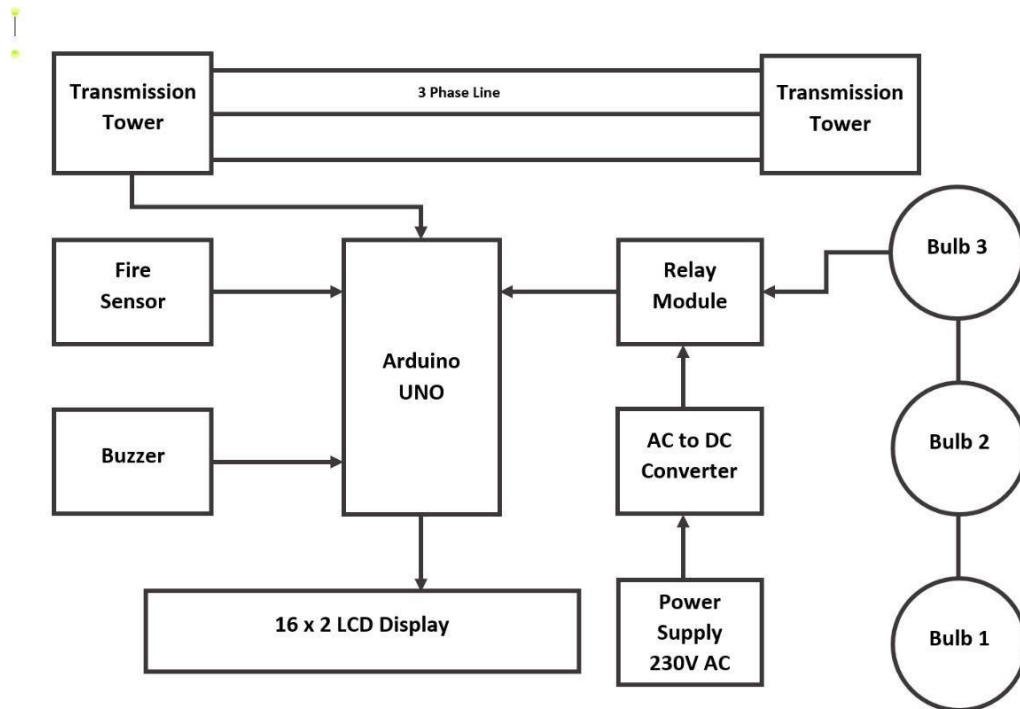 Transmission
Tower
3 Phase Line
Transmission
Tower
Fire
Sensor
Relay
Module
Bulb 3
Arduino
UNO
Buzzer
AC to DC
Converter
Bulb 2
16 x 2 LCD Display
Power
Supply
230V AC
Bulb 1